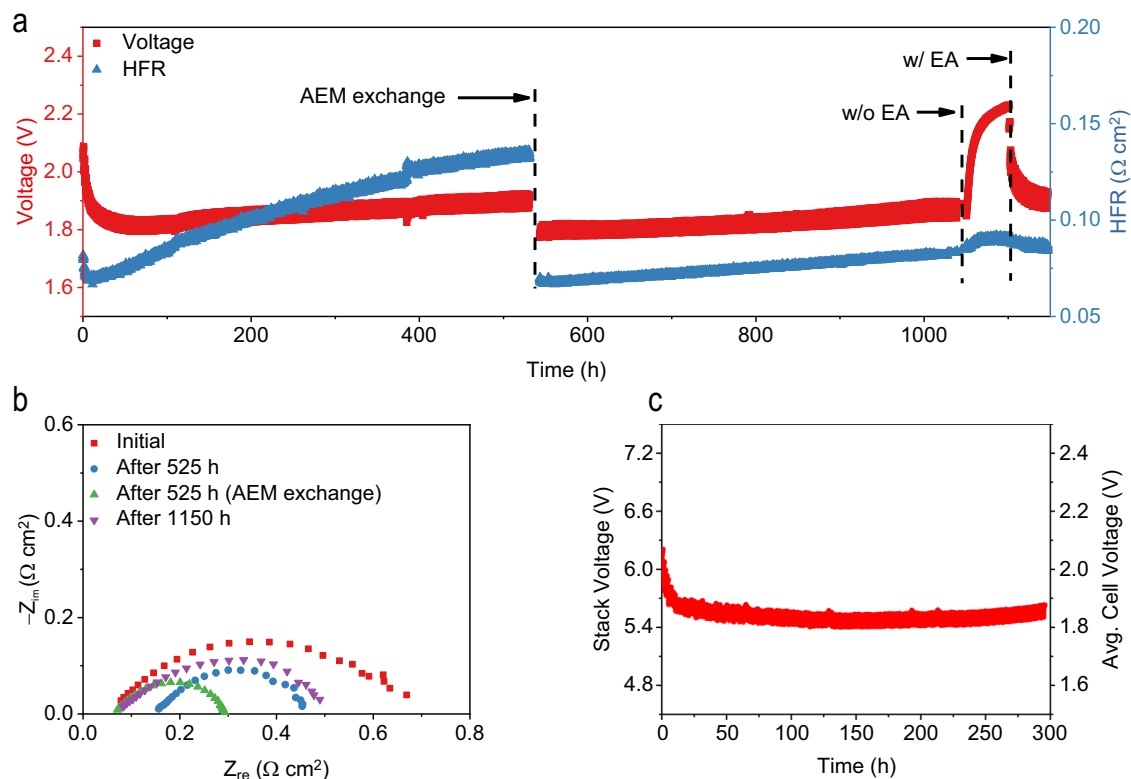 a
Voltage
HFR
AEM exchange
w/o EA
w/ EA
Voltage (V)
2.4
2.2
2.0
1.8
1.6
HFR (Ω cm²)
0.20
0.15
0.10
0.05
0 200 400 600 800 1000
Time (h)
b
Initial
After 525 h
After 525 h (AEM exchange)
After 1150 h
−Zim (Ω cm²)
0.6
0.4
0.2
0.0
0.0 0.2 0.4 0.6 0.8
Zre (Ω cm²)
c
Stack Voltage (V)
7.2
6.6
6.0
5.4
4.8
Avg. Cell Voltage (V)
2.4
2.2
2.0
1.8
1.6
0 50 100 150 200 250 300
Time (h)